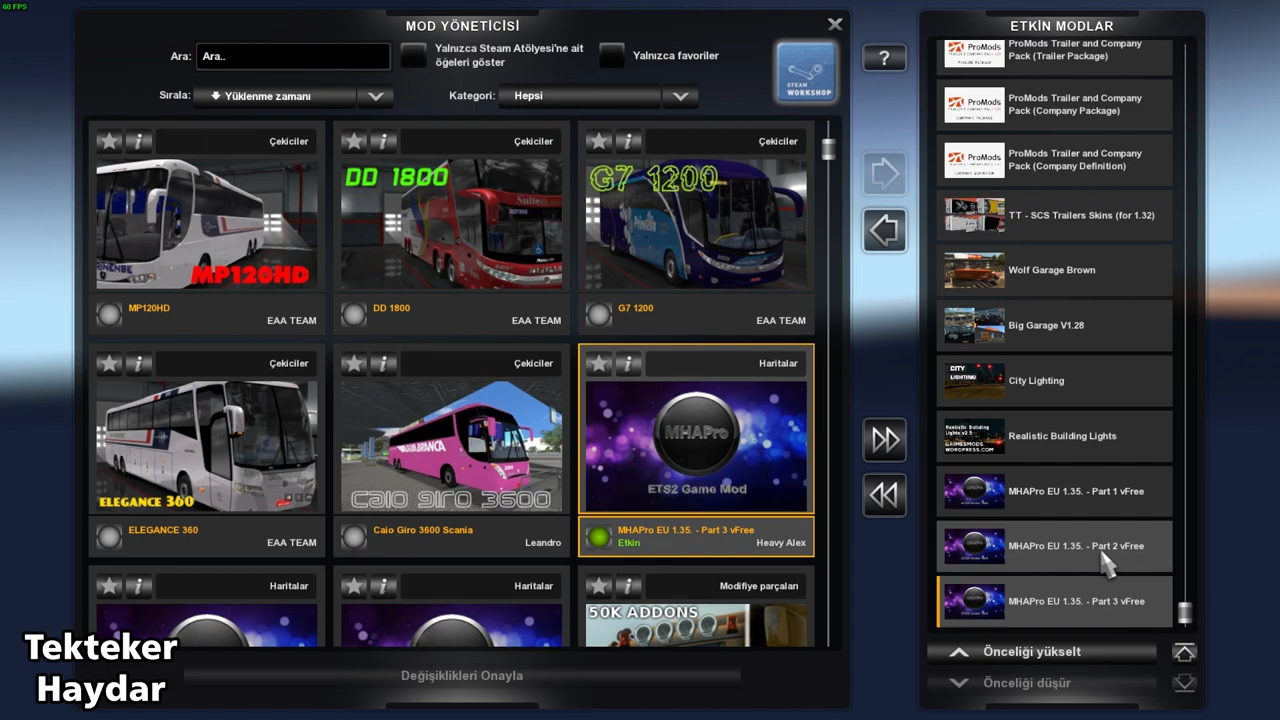 60 FPS
MOD YÖNETİCİSİ
Ara:
Ara..
Yalnızca Steam Atölyesi'ne ait
öğeleri göster
Yalnızca favoriler
STEAM
WORKSHOP
Sırala:
Yüklenme zamanı
Kategori:
Hepsi
Çekiciler
Çekiciler
Çekiciler
MP120HD
DD 1800
G7 1200
MP120HD
EAA TEAM
DD 1800
EAA TEAM
G7 1200
EAA TEAM
Çekiciler
Çekiciler
Haritalar
ELEGANCE 360
CAIO GIRO 3600
MHAPro
ETS2 Game Mod
ELEGANCE 360
EAA TEAM
Caio Giro 3600 Scania
Leandro
MHAPro EU 1.35. - Part 3 vFree
Etkin
Heavy Alex
Haritalar
Haritalar
Modifiye parçaları
50K ADDONS
Değişiklikleri Onayla
?
ETKİN MODLAR
ProMods Trailer and Company
Pack (Trailer Package)
ProMods Trailer and Company
Pack (Company Package)
ProMods Trailer and Company
Pack (Company Definition)
TT - SCS Trailers Skins (for 1.32)
Wolf Garage Brown
Big Garage V1.28
CITY
LIGHTING
City Lighting
Realistic Building Lights
MHAPro EU 1.35. - Part 1 vFree
MHAPro EU 1.35. - Part 2 vFree
MHAPro EU 1.35. - Part 3 vFree
Önceliği yükselt
Önceliği düşür
Tekteker
Haydar